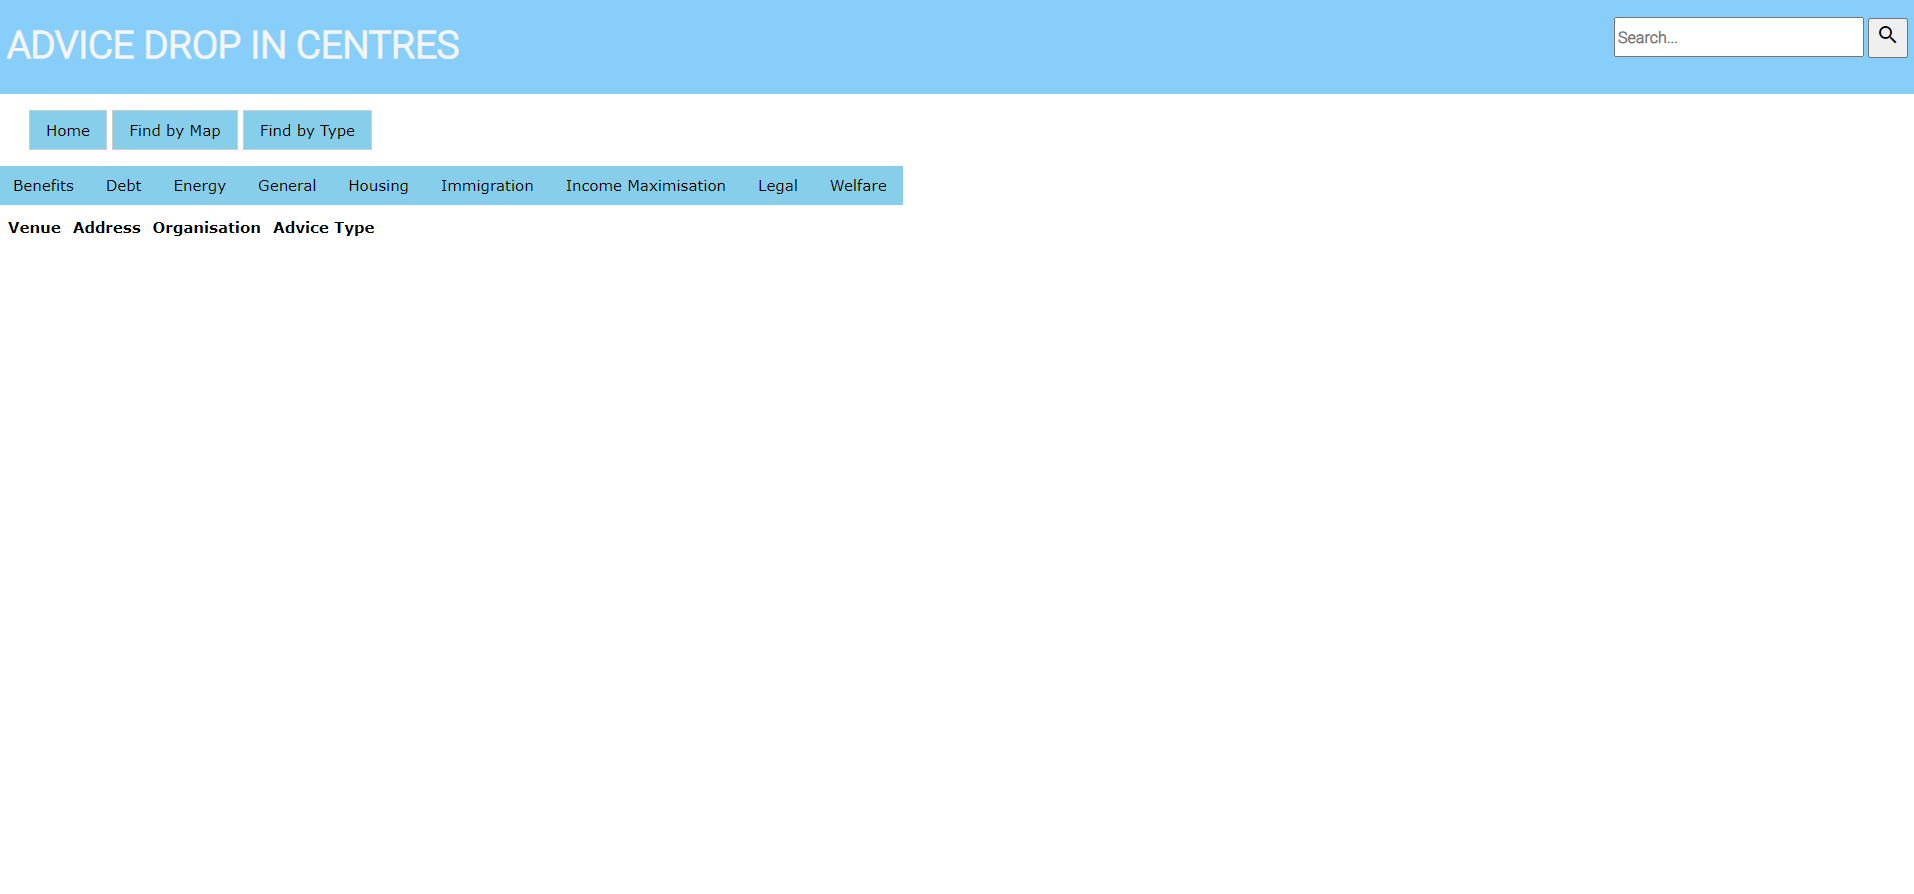 ADVICE DROP IN CENTRES
Search...
Home Find by Map Find by Type
Benefits Debt Energy General Housing Immigration Income Maximisation Legal Welfare
Venue Address Organisation Advice Type